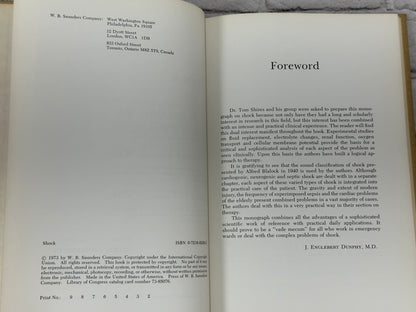 W. B. Saunders Company:
West Washington Square
Philadelphia, Pa. 19105
12 Dyott Street
London, WC1A 1DB
833 Oxford Street
Toronto, Ontario M8Z 5T9, Canada
Shock
ISBN 0-7216-
© 1973 by W. B. Saunders Company. Copyright under the International Copyright
Union. All rights reserved. This book is protected by copyright. No part of it may
be reproduced, stored in a retrieval system, or transmitted in any form or by any means,
electronic, mechanical, photocopy, recording, or otherwise, without written permission
from the publisher. Made in the United States of America. Press of W. B. Saunders
Company. Library of Congress catalog card number 73-
Print No. 9 8 7 6 5 4 3 2
Foreword
Dr. Tom Shires and his group were asked to prepare this mono-
graph on shock because not only have they had a long and scholarly
interest in research in this field; but this interest has been combined
with an intense and practical clinical experience. The reader will find
this dual interest manifest throughout the book. Experimental studies
on fluid replacement, electrolyte changes, renal function, oxygen
transport and cellular membrane potential provide the basis for a
critical and sophisticated analysis of each aspect of the problem as
seen clinically. Upon this basis the authors have built a logical ap-
proach to therapy.
It is gratifying to see that the sound classification of shock pre-
sented by Alfred Blalock in 1940 is used by the authors. Although
cardiogenic, neurogenic and septic shock are dealt with in a separate
chapter, each aspect of these varied types of shock is integrated into
the practical care of the patient. The gravity and extent of modern
injury, the frequency of superimposed sepsis and the cardiac problems
of the elderly present combined problems in a vast majority of cases.
The authors deal with this in a very practical way in their section on
therapy.
This monograph combines all the advantages of a sophisticated
scientific work of reference with practical daily applications. It
should prove to be a "vade mecum" for all who work in emergency
wards or deal with the complex problems of shock.
J. ENGLEBERT DUNPHY, M.D.